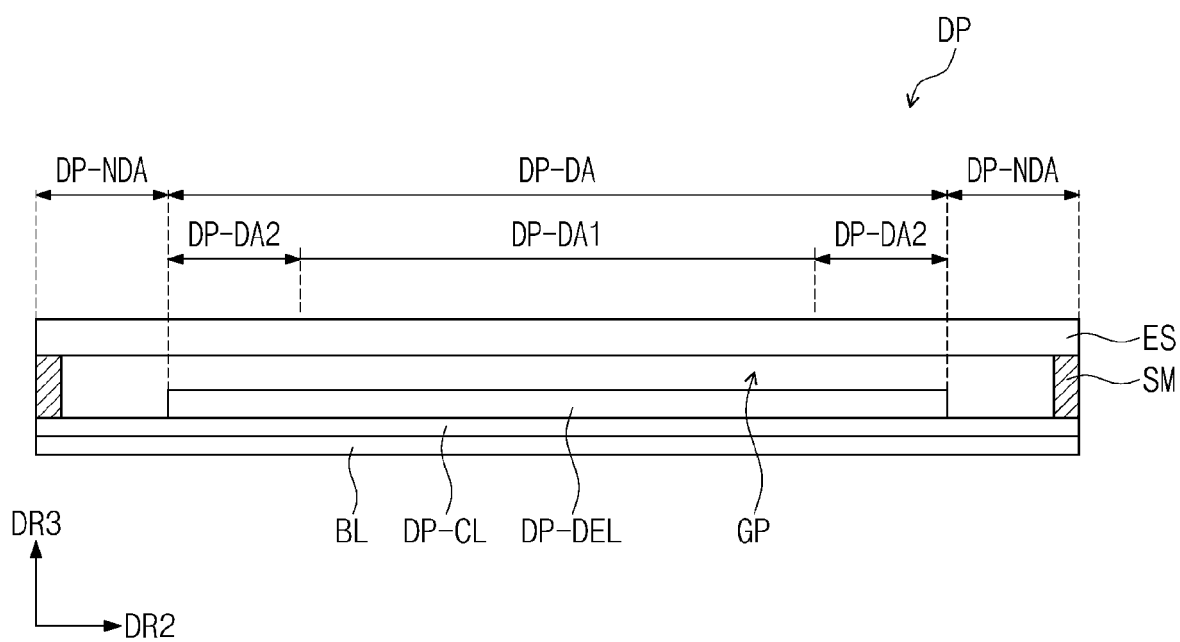 DP
DP-NDA DP-DA DP-NDA
DP-DA2 DP-DA1 DP-DA2
ES
SM
BL DP-CL DP-DEL GP
DR3
DR2